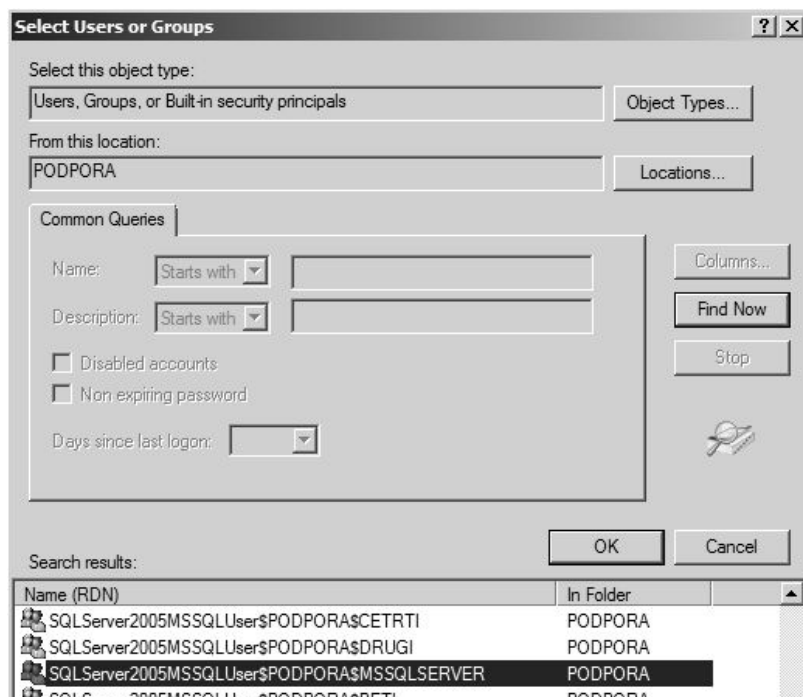 Select Users or Groups
Select this object type:
Users, Groups, or Built-in security principals
Object Types...
From this location:
PODPORA
Locations...
Common Queries
Name:
Starts with
Columns...
Description:
Starts with
Find Now
Disabled accounts
Stop
Non expiring password
Days since last logon:
OK
Cancel
Search results:
Name (RDN) In Folder
SQLServer2005MSSQLUser$PODPORA$CETRTI PODPORA
SQLServer2005MSSQLUser$PODPORA$DRUGI PODPORA
SQLServer2005MSSQLUser$PODPORA$MSSQLSERVER PODPORA